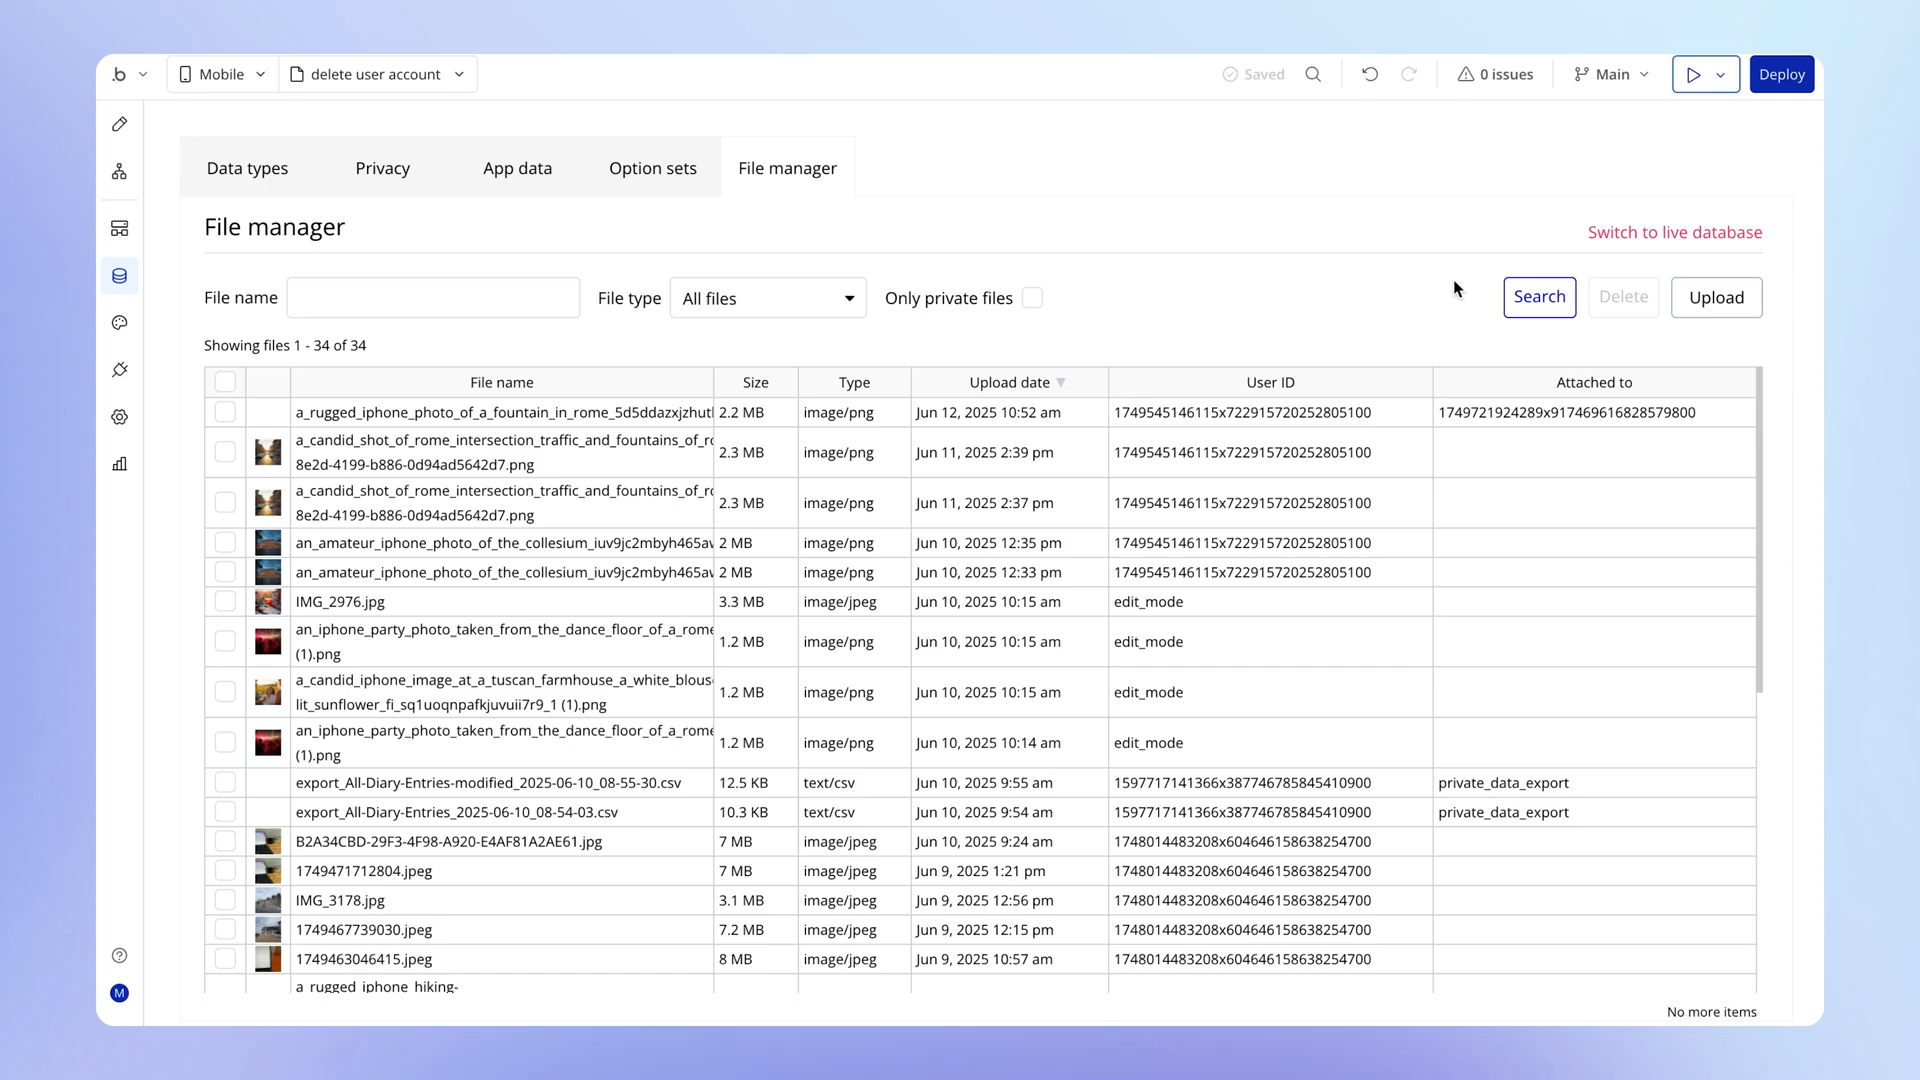 .b Mobile delete user account Saved 0 issues Main Deploy
Data types Privacy App data Option sets File manager
File manager
Switch to live database
File name File type All files Only private files Search Delete Upload
Showing files 1 - 34 of 34
File name Size Type Upload date User ID Attached to
a_rugged_iphone_photo_of_a_fountain_in_rome_5d5ddazxjzhutl 2.2 MB image/png Jun 12, 2025 10:52 am 1749545146115x722915720252805100 1749721924289x917469616828579800
a_candid_shot_of_rome_intersection_traffic_and_fountains_of_ro
8e2d-4199-b886-0d94ad5642d7.png 2.3 MB image/png Jun 11, 2025 2:39 pm 1749545146115x722915720252805100
a_candid_shot_of_rome_intersection_traffic_and_fountains_of_ro
8e2d-4199-b886-0d94ad5642d7.png 2.3 MB image/png Jun 11, 2025 2:37 pm 1749545146115x722915720252805100
an_amateur_iphone_photo_of_the_collesium_iuv9jc2mbyh465av 2 MB image/png Jun 10, 2025 12:35 pm 1749545146115x722915720252805100
an_amateur_iphone_photo_of_the_collesium_iuv9jc2mbyh465av 2 MB image/png Jun 10, 2025 12:33 pm 1749545146115x722915720252805100
IMG_2976.jpg 3.3 MB image/jpeg Jun 10, 2025 10:15 am edit_mode
an_iphone_party_photo_taken_from_the_dance_floor_of_a_rome
(1).png 1.2 MB image/png Jun 10, 2025 10:15 am edit_mode
a_candid_iphone_image_at_a_tuscan_farmhouse_a_white_blous
lit_sunflower_fi_sq1uoqnpafkjuvuii7r9_1 (1).png 1.2 MB image/png Jun 10, 2025 10:15 am edit_mode
an_iphone_party_photo_taken_from_the_dance_floor_of_a_rome
(1).png 1.2 MB image/png Jun 10, 2025 10:14 am edit_mode
export_All-Diary-Entries-modified_2025-06-10_08-55-30.csv 12.5 KB text/csv Jun 10, 2025 9:55 am 1597717141366x387746785845410900 private_data_export
export_All-Diary-Entries_2025-06-10_08-54-03.csv 10.3 KB text/csv Jun 10, 2025 9:54 am 1597717141366x387746785845410900 private_data_export
B2A34CBD-29F3-4F98-A920-E4AF81A2AE61.jpg 7 MB image/jpeg Jun 10, 2025 9:24 am 1748014483208x604646158638254700
1749471712804.jpeg 7 MB image/jpeg Jun 9, 2025 1:21 pm 1748014483208x604646158638254700
IMG_3178.jpg 3.1 MB image/jpeg Jun 9, 2025 12:56 pm 1748014483208x604646158638254700
1749467739030.jpeg 7.2 MB image/jpeg Jun 9, 2025 12:15 pm 1748014483208x604646158638254700
1749463046415.jpeg 8 MB image/jpeg Jun 9, 2025 10:57 am 1748014483208x604646158638254700
a_rugged_iphone_hiking-
M
No more items